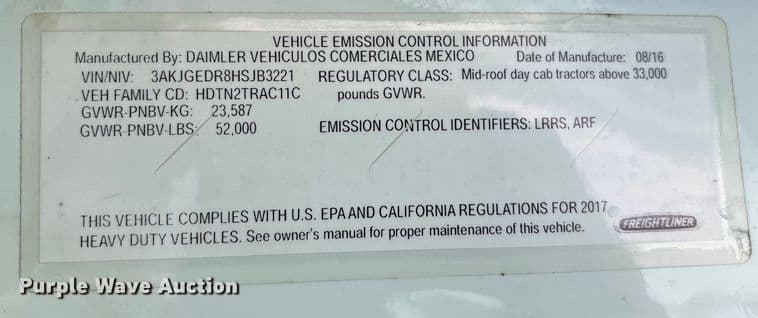 VEHICLE EMISSION CONTROL INFORMATION
Manufactured By: DAIMLER VEHICULOS COMERCIALES MEXICO Date of Manufacture: 08/16
VIN/NIV: 3AKJGEDR8HSJB3221 REGULATORY CLASS: Mid-roof day cab tractors above 33,000
VEH FAMILY CD: HDTN2TRAC11C pounds GVWR.
GVWR-PNBV-KG: 23,587
GVWR-PNBV-LBS: 52,000 EMISSION CONTROL IDENTIFIERS: LRRS, ARF
THIS VEHICLE COMPLIES WITH U.S. EPA AND CALIFORNIA REGULATIONS FOR 2017
HEAVY DUTY VEHICLES. See owner's manual for proper maintenance of this vehicle.
FREIGHTLINER
Purple Wave Auction